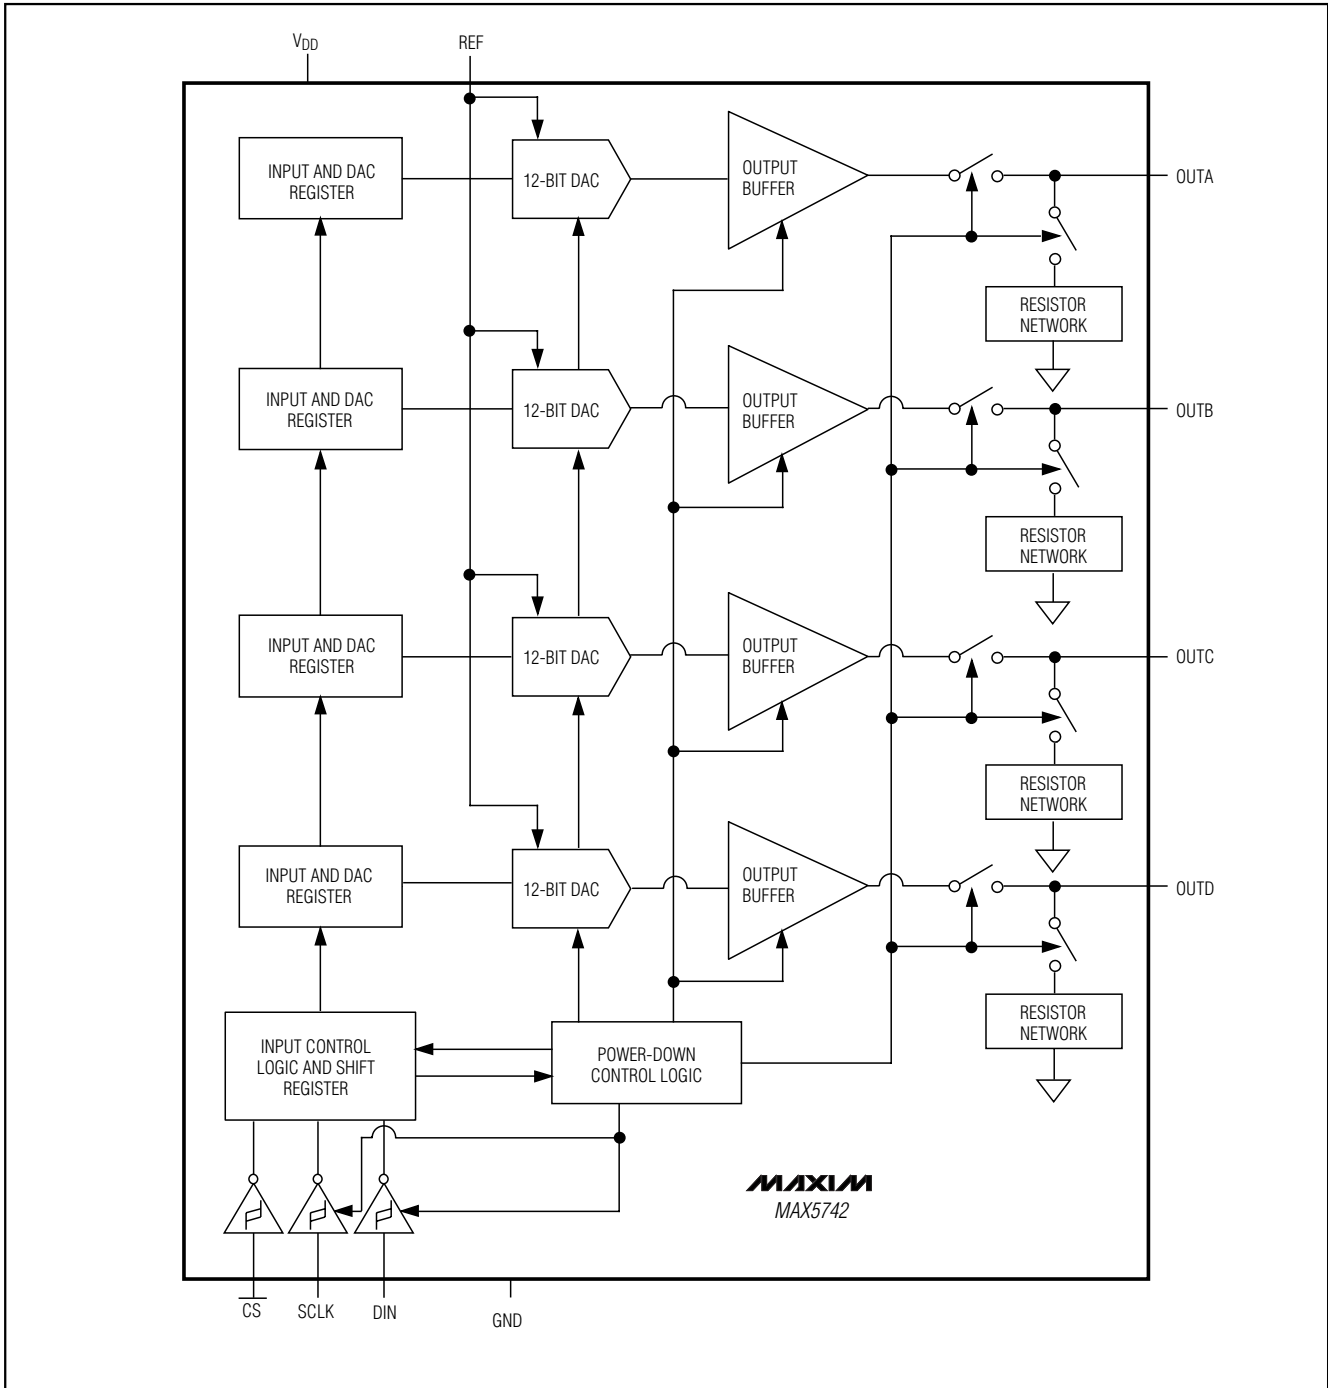 VDD
REF
INPUT AND DAC
REGISTER
12-BIT DAC
OUTPUT
BUFFER
OUTA
RESISTOR
NETWORK
INPUT AND DAC
REGISTER
12-BIT DAC
OUTPUT
BUFFER
OUTB
RESISTOR
NETWORK
INPUT AND DAC
REGISTER
12-BIT DAC
OUTPUT
BUFFER
OUTC
RESISTOR
NETWORK
INPUT AND DAC
REGISTER
12-BIT DAC
OUTPUT
BUFFER
OUTD
RESISTOR
NETWORK
INPUT CONTROL
LOGIC AND SHIFT
REGISTER
POWER-DOWN
CONTROL LOGIC
MAXIM
MAX5742
CS
SCLK
DIN
GND